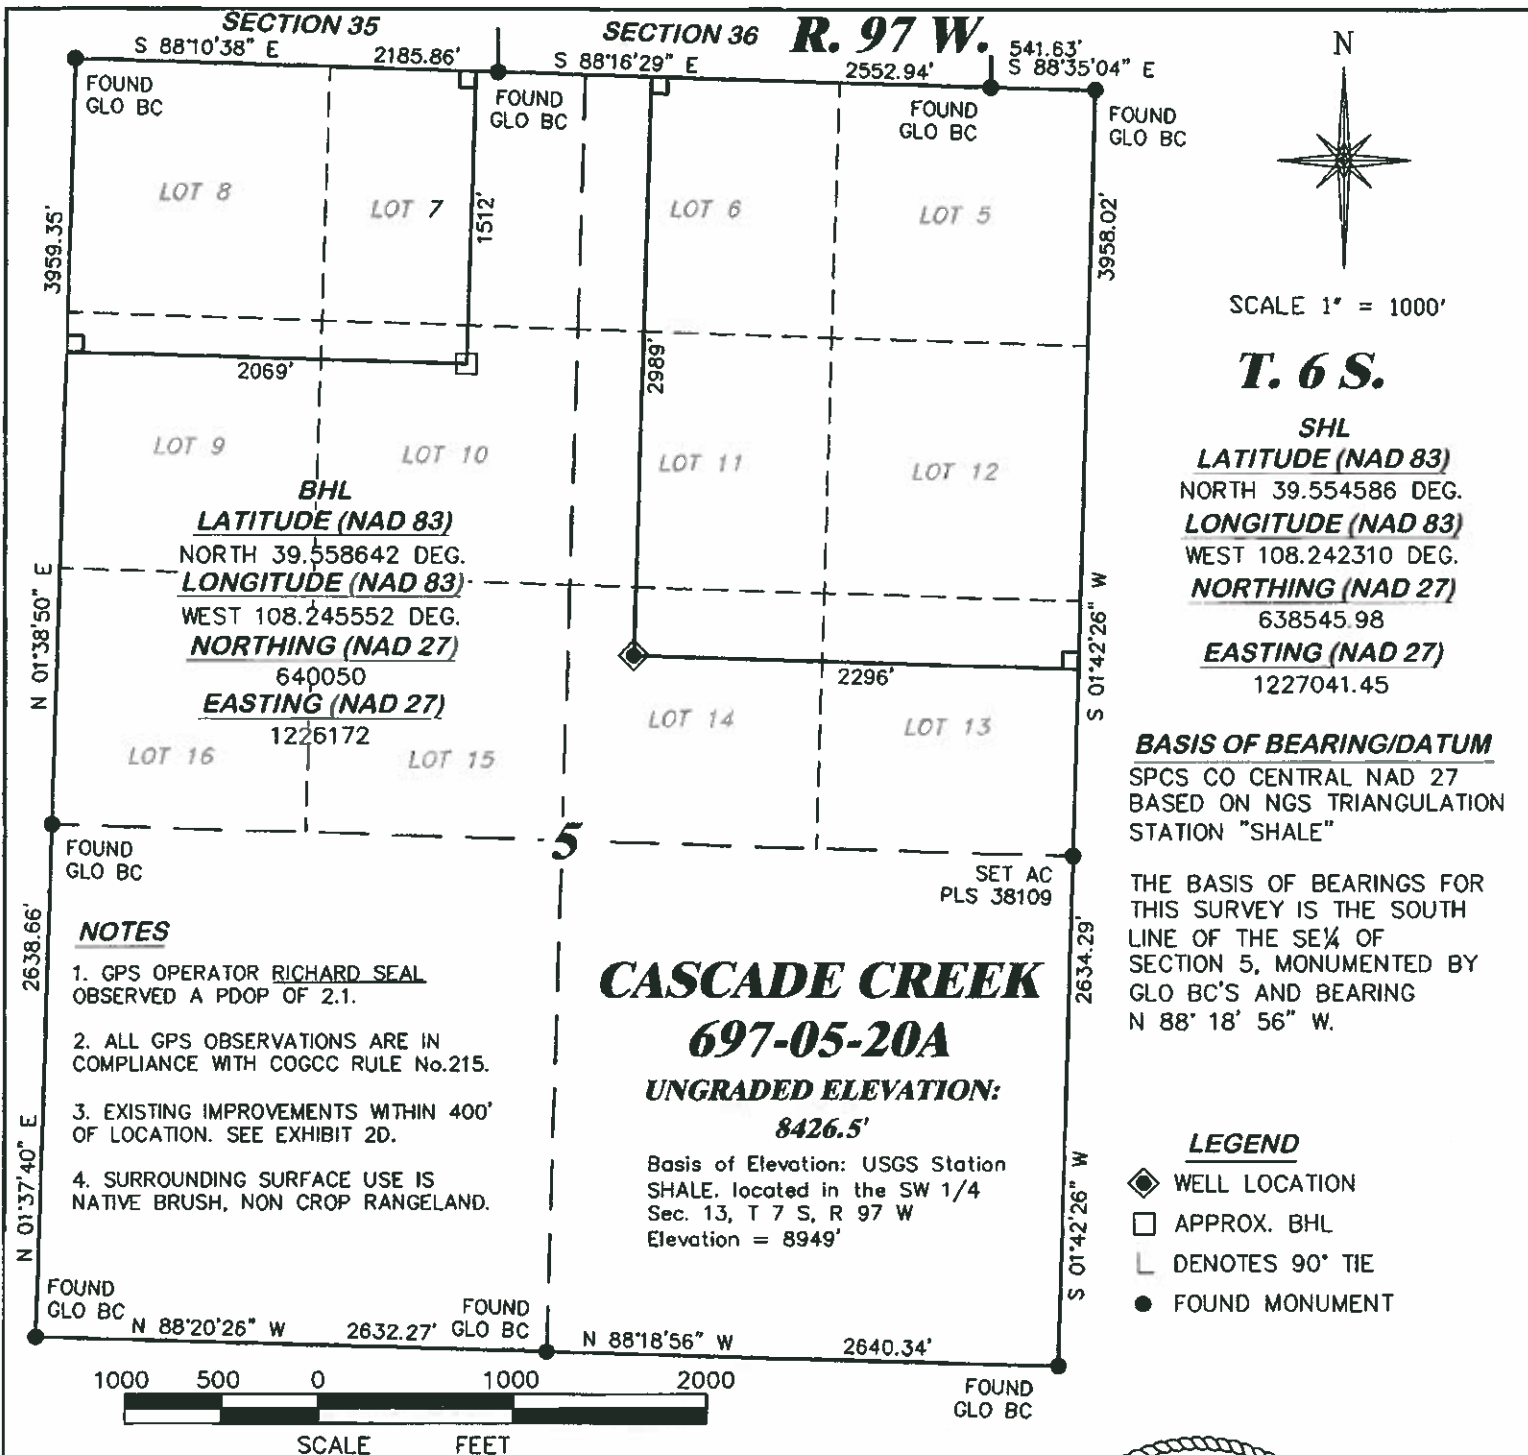 SECTION 35
SECTION 36
R. 97 W.
S 88°10'38" E
2185.86'
S 88°16'29" E
2552.94'
541.63'
S 88°35'04" E
N
FOUND
GLO BC
FOUND
GLO BC
FOUND
GLO BC
FOUND
GLO BC
LOT 8
LOT 7
LOT 6
LOT 5
3959.35'
1512'
3958.02'
SCALE 1" = 1000'
T. 6 S.
2069'
2989'
LOT 9
LOT 10
LOT 11
LOT 12
BHL
LATITUDE (NAD 83)
NORTH 39.558642 DEG.
LONGITUDE (NAD 83)
WEST 108.245552 DEG.
NORTHING (NAD 27)
640050
EASTING (NAD 27)
1226172
SHL
LATITUDE (NAD 83)
NORTH 39.554586 DEG.
LONGITUDE (NAD 83)
WEST 108.242310 DEG.
NORTHING (NAD 27)
638545.98
EASTING (NAD 27)
1227041.45
N 01°38'50" E
S 01°42'26" W
2296'
LOT 16
LOT 15
LOT 14
LOT 13
BASIS OF BEARING/DATUM
SPCS CO CENTRAL NAD 27
BASED ON NGS TRIANGULATION
STATION "SHALE"
THE BASIS OF BEARINGS FOR
THIS SURVEY IS THE SOUTH
LINE OF THE SE¼ OF
SECTION 5, MONUMENTED BY
GLO BC'S AND BEARING
N 88° 18' 56" W.
5
FOUND
GLO BC
SET AC
PLS 38109
2638.66'
2634.29'
NOTES
1. GPS OPERATOR RICHARD SEAL
OBSERVED A PDOP OF 2.1.
2. ALL GPS OBSERVATIONS ARE IN
COMPLIANCE WITH COGCC RULE No.215.
3. EXISTING IMPROVEMENTS WITHIN 400'
OF LOCATION. SEE EXHIBIT 2D.
4. SURROUNDING SURFACE USE IS
NATIVE BRUSH, NON CROP RANGELAND.
CASCADE CREEK
697-05-20A
UNGRADED ELEVATION:
8426.5'
Basis of Elevation: USGS Station
SHALE. located in the SW 1/4
Sec. 13, T 7 S, R 97 W
Elevation = 8949'
LEGEND
WELL LOCATION
APPROX. BHL
DENOTES 90° TIE
FOUND MONUMENT
N 01°37'40" E
S 01°42'26" W
FOUND
GLO BC
N 88°20'26" W
2632.27'
FOUND
GLO BC
N 88°18'56" W
2640.34'
FOUND
GLO BC
1000 500 0 1000 2000
SCALE FEET